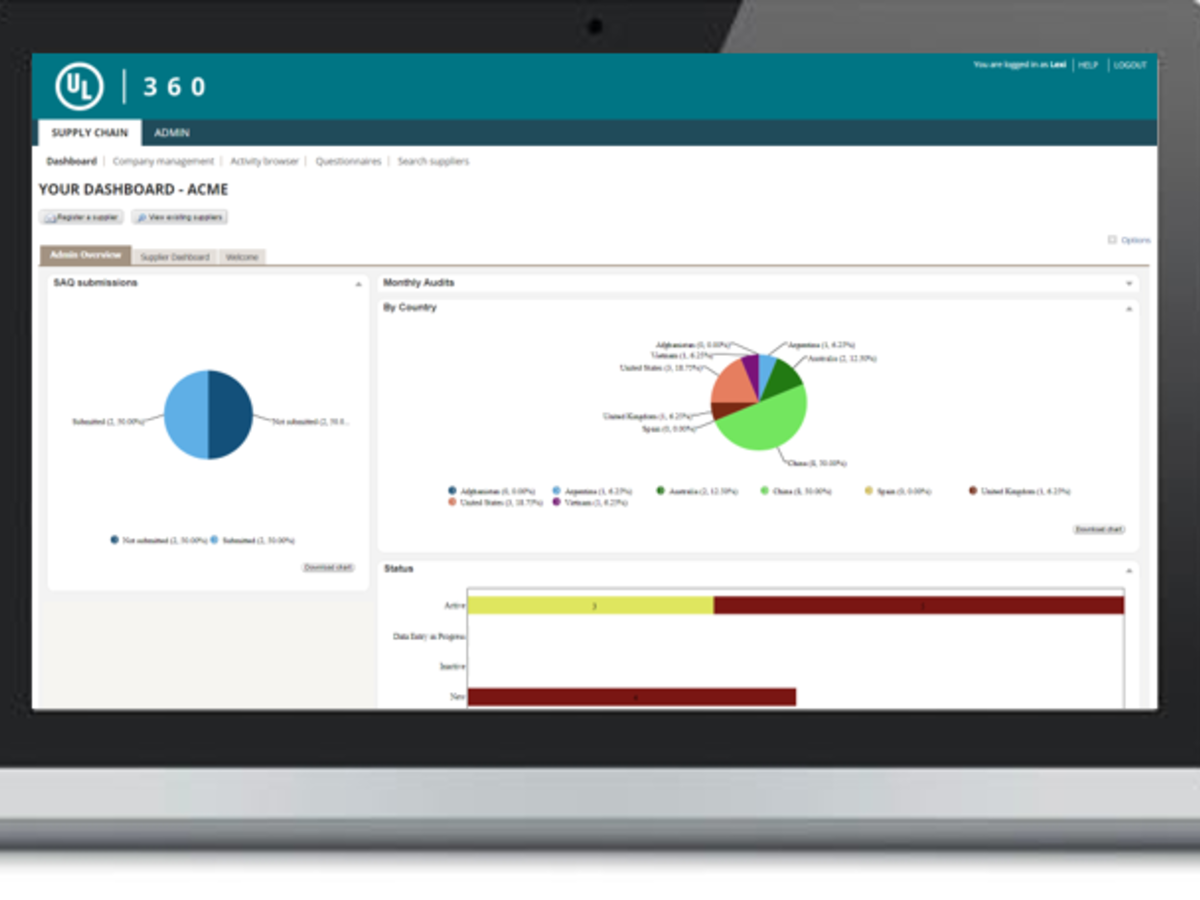 UL | 360
You are logged in as Lexi | HELP | LOGOUT
SUPPLY CHAIN ADMIN
Dashboard | Company management | Activity browser | Questionnaires | Search suppliers
YOUR DASHBOARD - ACME
Register a supplier View existing suppliers
Options
Admin Overview Supplier Dashboard Welcome
SAQ submissions
Submitted (2, 50.00%)
Not submitted (2, 50.0...
Not submitted (2, 50.00%) Submitted (2, 50.00%)
Download chart
Monthly Audits
By Country
Afghanistan (0, 0.00%)
Argentina (1, 6.25%)
Vietnam (1, 6.25%)
Australia (2, 12.50%)
United States (3, 18.75%)
United Kingdom (1, 6.25%)
Spain (0, 0.00%)
China (8, 50.00%)
Afghanistan (0, 0.00%) Argentina (1, 6.25%) Australia (2, 12.50%) China (8, 50.00%) Spain (0, 0.00%) United Kingdom (1, 6.25%)
United States (3, 18.75%) Vietnam (1, 6.25%)
Download chart
Status
Active 3
Data Entry in Progress
Inactive
New